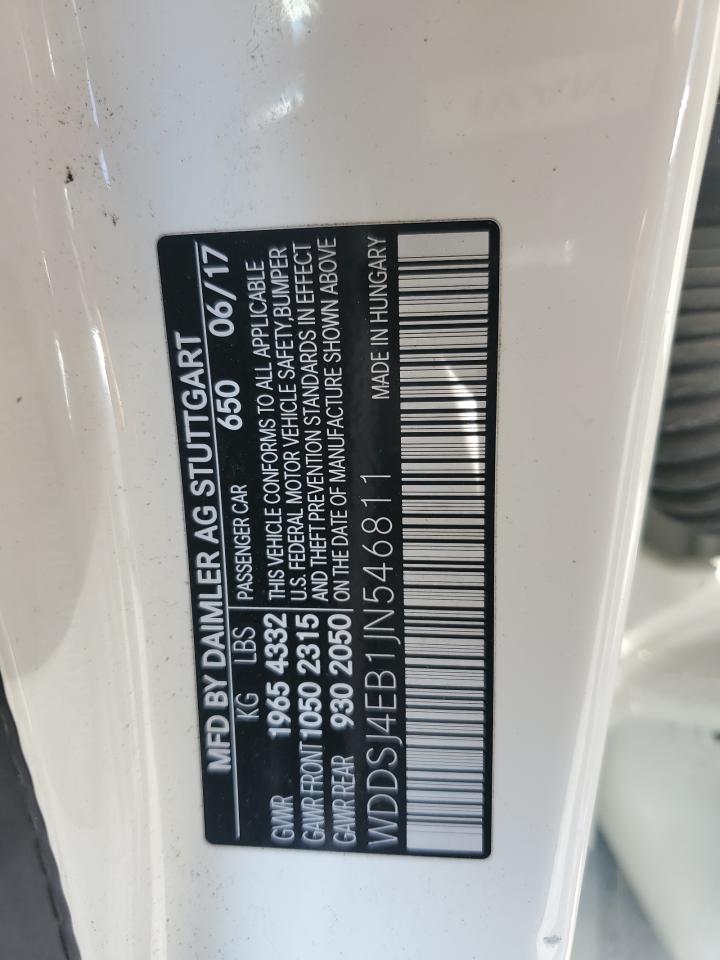 MFD BY DAIMLER AG STUTTGART
KG LBS PASSENGER CAR 650 06/17
GVWR 1965 4332 THIS VEHICLE CONFORMS TO ALL APPLICABLE
U.S. FEDERAL MOTOR VEHICLE SAFETY,BUMPER
GAWR FRONT 1050 2315 AND THEFT PREVENTION STANDARDS IN EFFECT
GAWR REAR 930 2050 ON THE DATE OF MANUFACTURE SHOWN ABOVE
WDDSJ4EB1JN546811 MADE IN HUNGARY